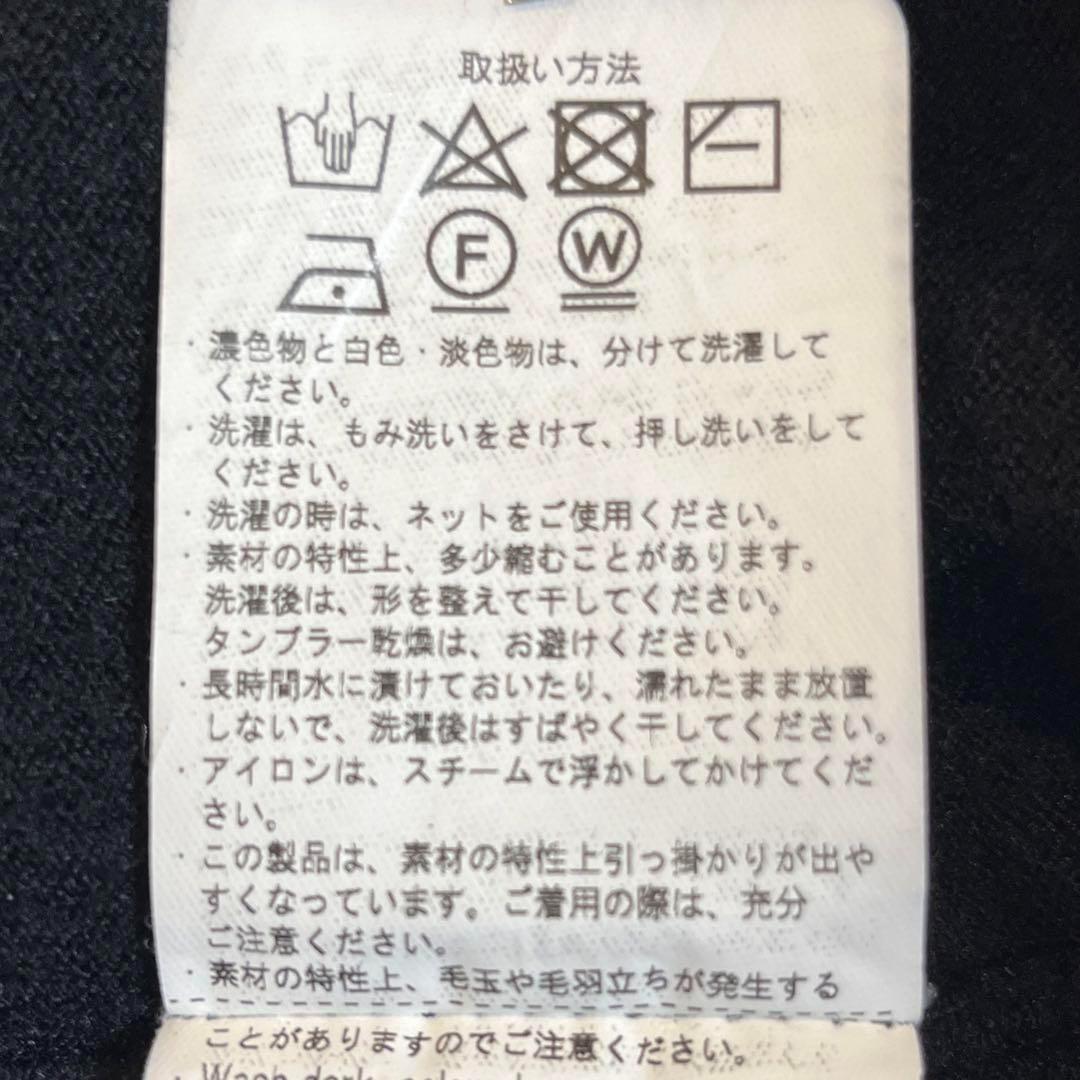 取扱い方法
F W
・濃色物と白色・淡色物は、分けて洗濯して
ください。
・洗濯は、もみ洗いをさけて、押し洗いをして
ください。
・洗濯の時は、ネットをご使用ください。
・素材の特性上、多少縮むことがあります。
洗濯後は、形を整えて干してください。
タンブラー乾燥は、お避けください。
・長時間水に漬けておいたり、濡れたまま放置
しないで、洗濯後はすばやく干してください。
・アイロンは、スチームで浮かしてかけてくだ
さい。
・この製品は、素材の特性上引っ掛かりが出や
すくなっています。ご着用の際は、充分
ご注意ください。
・素材の特性上、毛玉や毛羽立ちが発生する
ことがありますのでご注意ください。